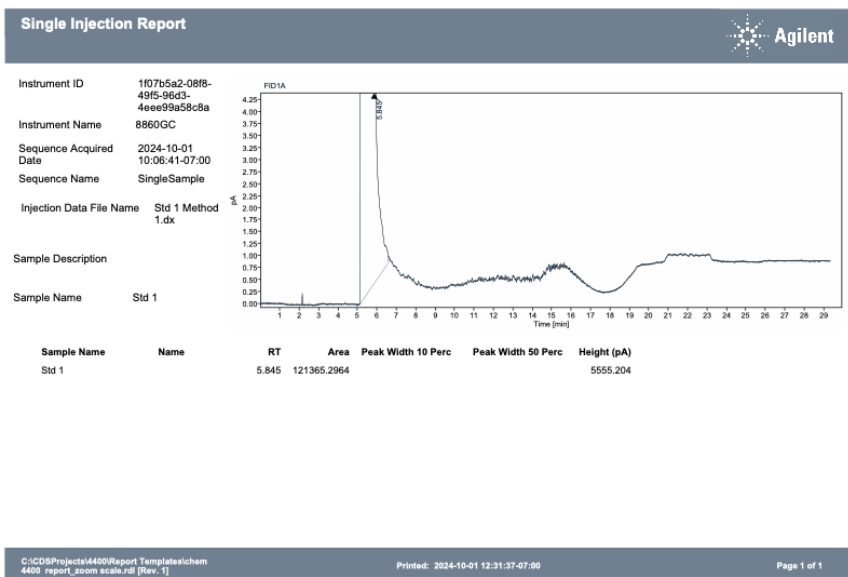 Single Injection Report
Agilent
Instrument ID 1f07b5a2-08f8-
49f5-96d3-
4eee99a58c8a
Instrument Name 8860GC
Sequence Acquired 2024-10-01
Date 10:06:41-07:00
Sequence Name SingleSample
Injection Data File Name Std 1 Method
1.dx
Sample Description
Sample Name Std 1
FID1A
5.845
pA
4.25
4.00
3.75
3.50
3.25
3.00
2.75
2.50
2.25
2.00
1.75
1.50
1.25
1.00
0.75
0.50
0.25
0.00
1 2 3 4 5 6 7 8 9 10 11 12 13 14 15 16 17 18 19 20 21 22 23 24 25 26 27 28 29
Time [min]
Sample Name Name RT Area Peak Width 10 Perc Peak Width 50 Perc Height (pA)
Std 1 5.845 121365.2964 5555.204
C:\CDSProjects\4400\Report Templates\chem
4400 report_zoom scale.rdl [Rev. 1]
Printed: 2024-10-01 12:31:37-07:00
Page 1 of 1